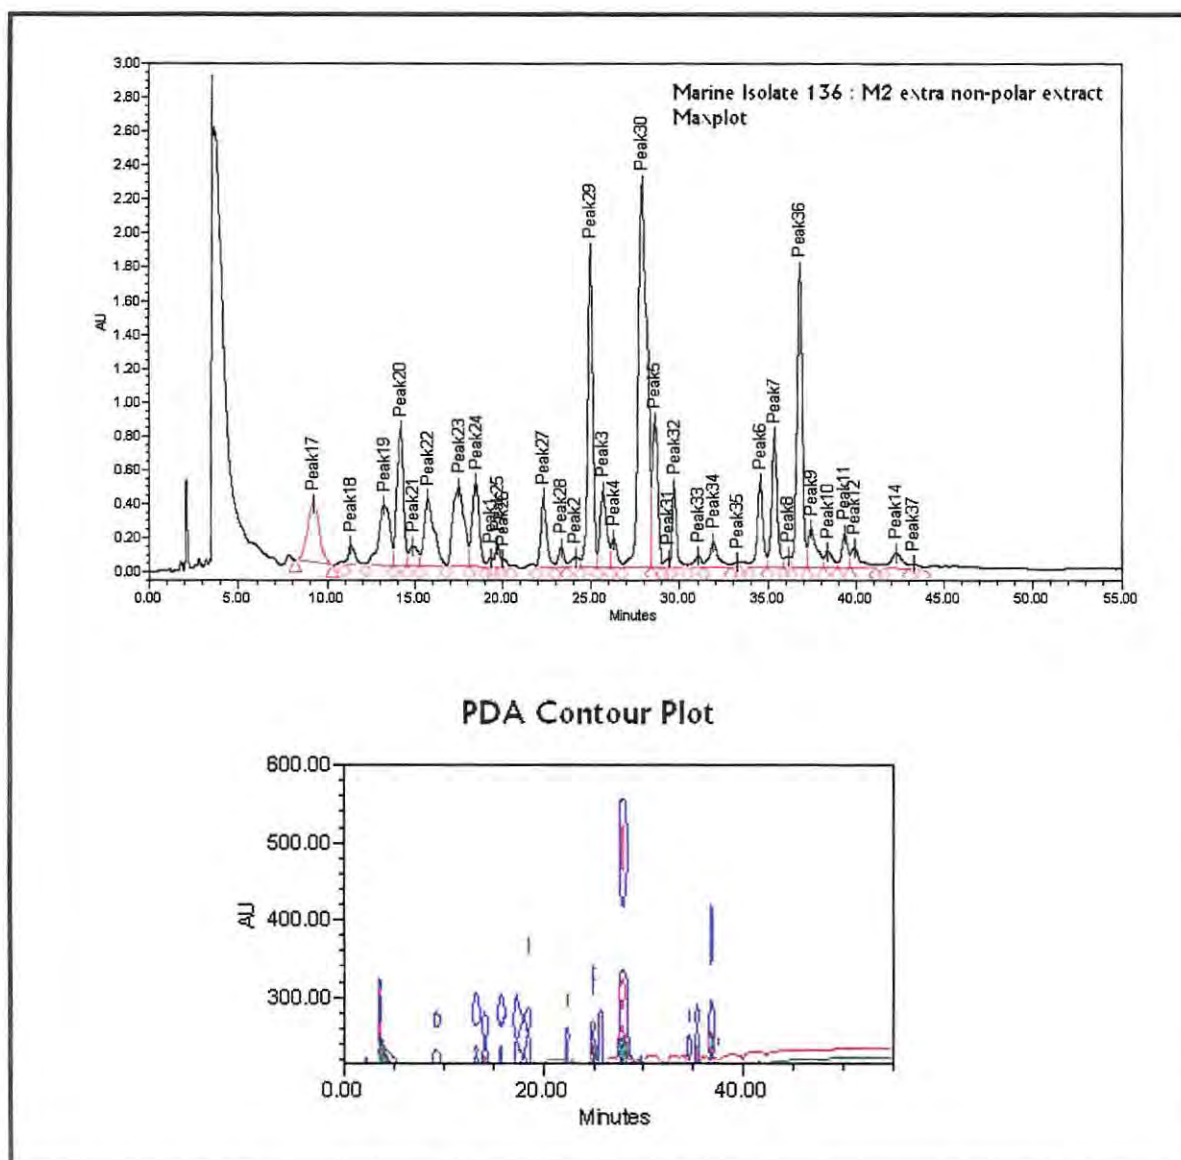 Marine Isolate 136 : M2 extra non-polar extract
Maxplot
3.00
2.80
2.60
2.40
2.20
2.00
1.80
1.60
1.40
1.20
1.00
0.80
0.60
0.40
0.20
0.00
AU
Peak17
Peak18
Peak19
Peak20
Peak21
Peak22
Peak23
Peak24
Peak1
Peak25
Peak26
Peak27
Peak28
Peak2
Peak29
Peak3
Peak4
Peak30
Peak5
Peak31
Peak32
Peak33
Peak34
Peak35
Peak6
Peak7
Peak8
Peak36
Peak9
Peak10
Peak11
Peak12
Peak14
Peak37
0.00 5.00 10.00 15.00 20.00 25.00 30.00 35.00 40.00 45.00 50.00 55.00
Minutes
PDA Contour Plot
600.00
500.00
400.00
300.00
AU
0.00 20.00 40.00
Minutes